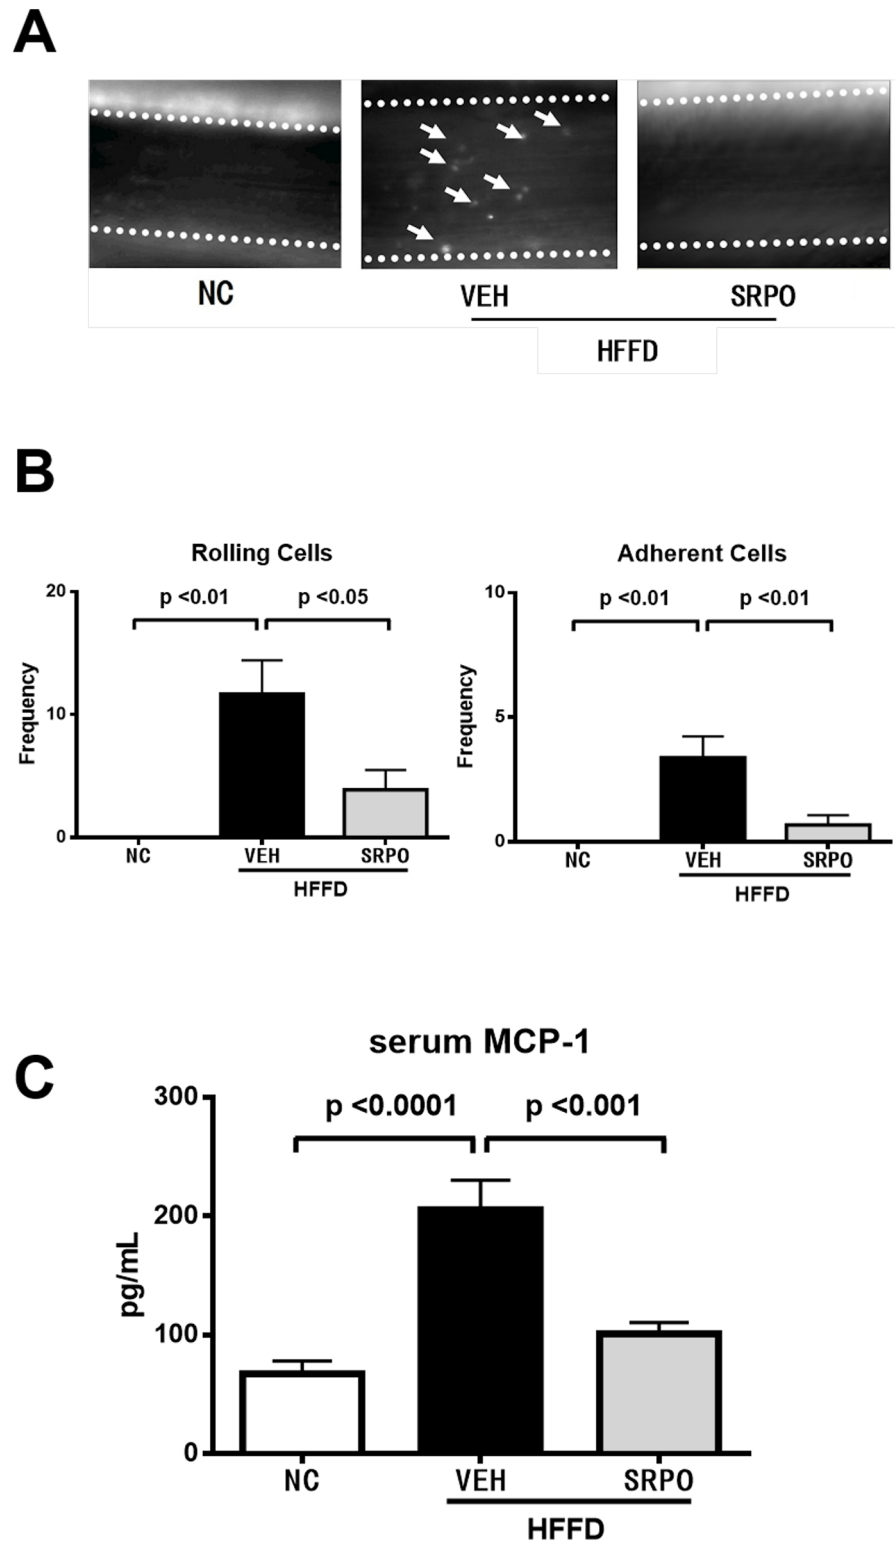 A
NC
VEH
SRPO
HFFD
B
Rolling Cells
20
10
0
Frequency
p <0.01
p <0.05
NC
VEH
SRPO
HFFD
Adherent Cells
10
5
0
Frequency
p <0.01
p <0.01
NC
VEH
SRPO
HFFD
C
serum MCP-1
300
200
100
0
pg/mL
p <0.0001
p <0.001
NC
VEH
SRPO
HFFD